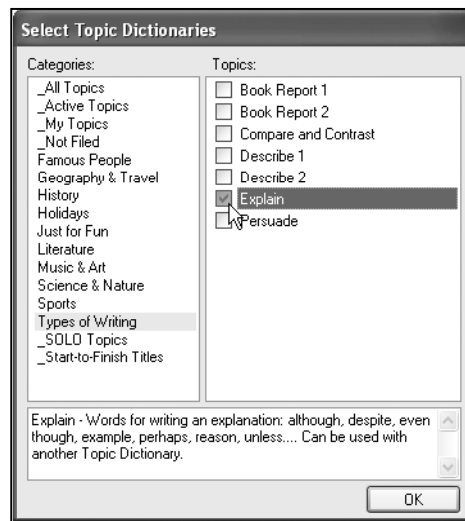 Select Topic Dictionaries
Categories:
_All Topics
_Active Topics
_My Topics
_Not Filed
Famous People
Geography & Travel
History
Holidays
Just for Fun
Literature
Music & Art
Science & Nature
Sports
Types of Writing
_SOLO Topics
_Start-to-Finish Titles
Topics:
Book Report 1
Book Report 2
Compare and Contrast
Describe 1
Describe 2
Explain
Persuade
Explain - Words for writing an explanation: although, despite, even
though, example, perhaps, reason, unless.... Can be used with
another Topic Dictionary.
OK